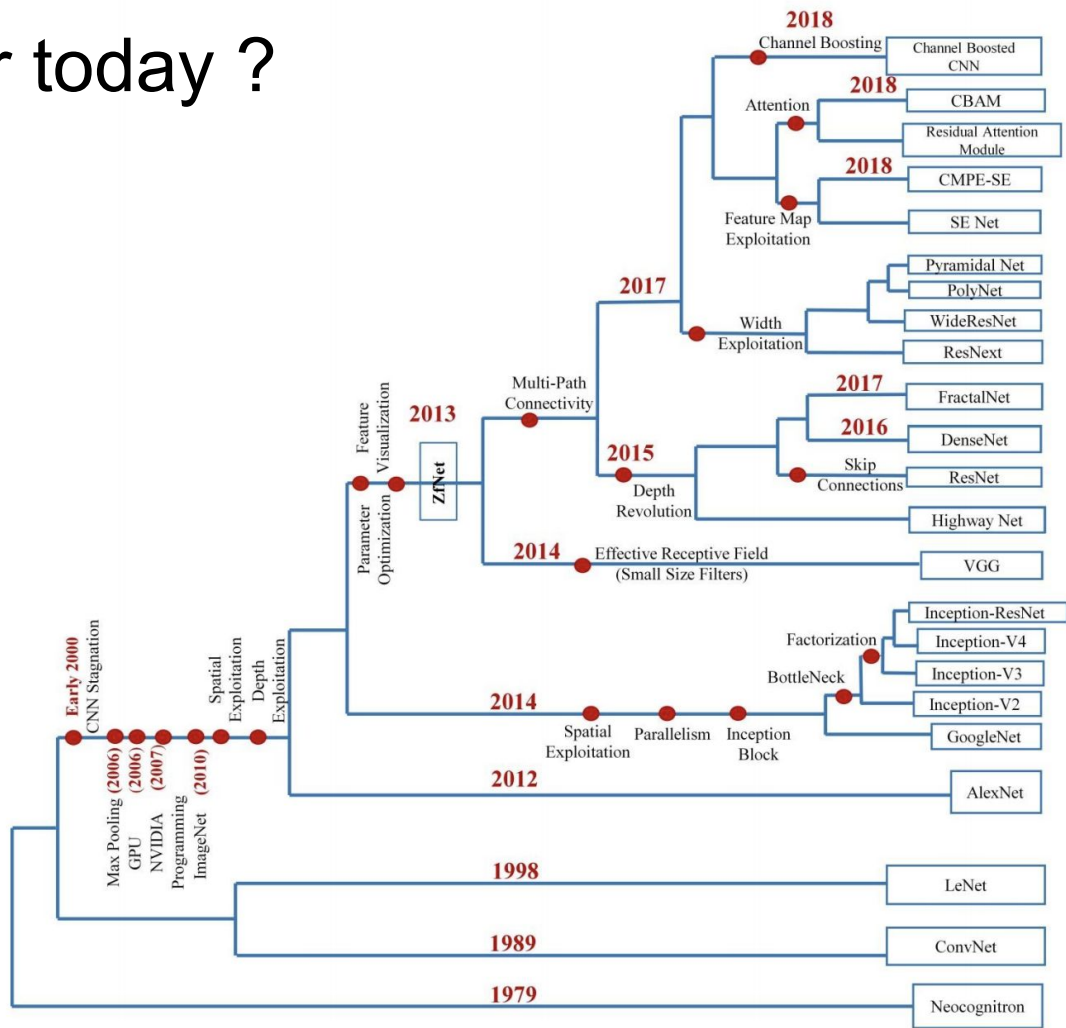 r today ?
2018
Channel Boosting
Channel Boosted
CNN
2018
Attention
CBAM
Residual Attention
Module
2018
CMPE-SE
Feature Map
Exploitation
SE Net
Pyramidal Net
PolyNet
2017
Width
Exploitation
WideResNet
ResNext
Multi-Path
Connectivity
2017
FractalNet
2016
DenseNet
2015
Depth
Revolution
Skip
Connections
ResNet
Highway Net
Feature
Visualization
Parameter
Optimization
2013
ZfNet
2014
Effective Receptive Field
(Small Size Filters)
VGG
Inception-ResNet
Factorization
Inception-V4
BottleNeck
Inception-V3
Inception-V2
2014
Spatial
Exploitation
Parallelism
Inception
Block
GoogleNet
Early 2000
CNN Stagnation
Spatial
Exploitation
Depth
Exploitation
Max Pooling (2006)
GPU (2006)
NVIDIA (2007)
Programming
ImageNet (2010)
2012
AlexNet
1998
LeNet
1989
ConvNet
1979
Neocognitron